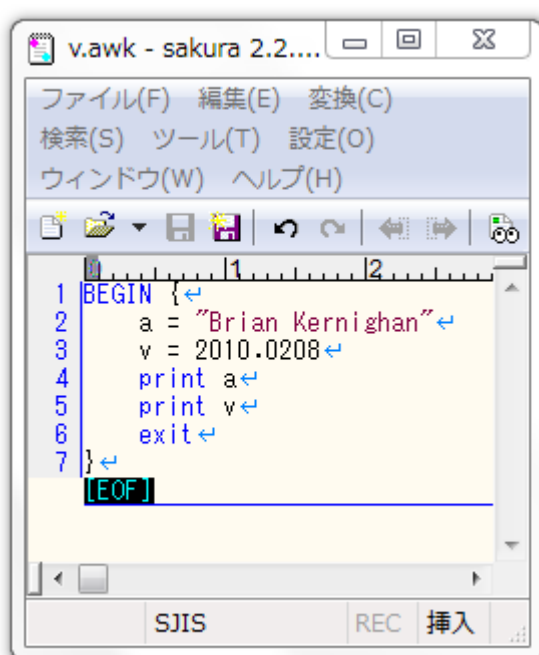 v.awk - sakura 2.2....
ファイル(F) 編集(E) 変換(C)
検索(S) ツール(T) 設定(O)
ウィンドウ(W) ヘルプ(H)
0 1 2
1 BEGIN {↵
2 a = "Brian Kernighan"↵
3 v = 2010.0208↵
4 print a↵
5 print v↵
6 exit↵
7 }↵
[EOF]
SJIS REC 挿入